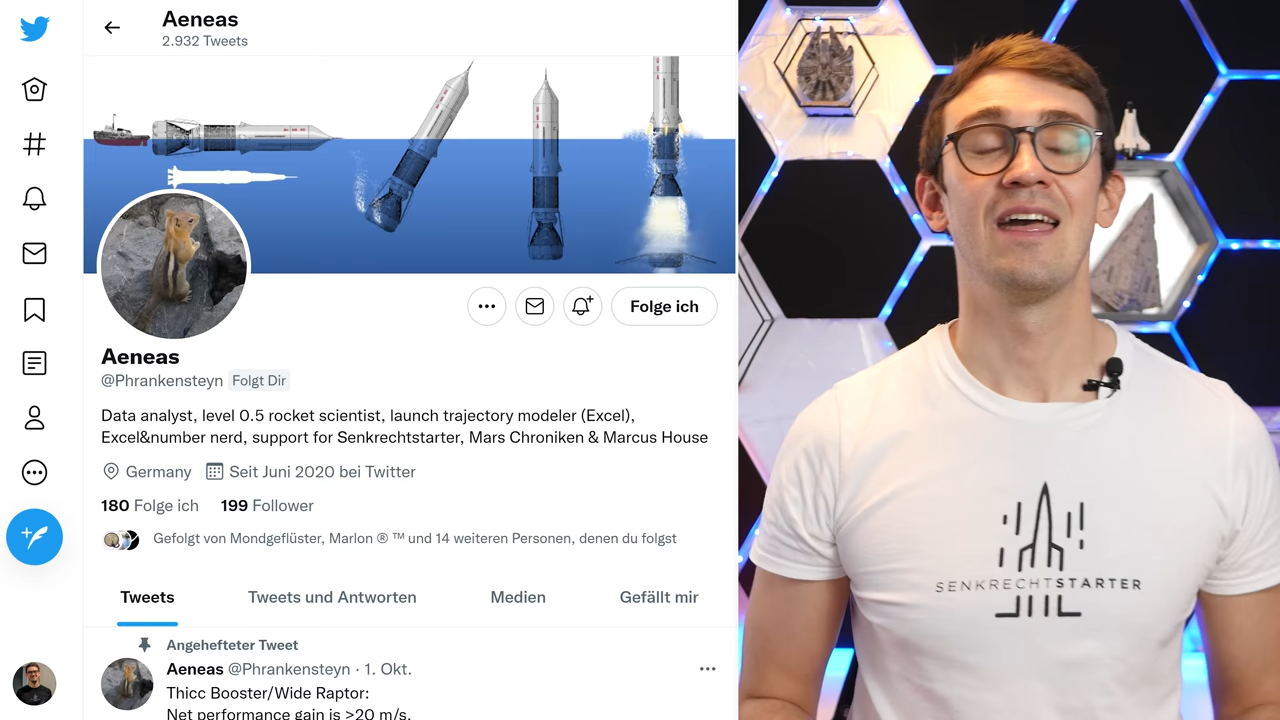 Aeneas
2.932 Tweets
Folge ich
Aeneas
@Phrankensteyn Folgt Dir
Data analyst, level 0.5 rocket scientist, launch trajectory modeler (Excel),
Excel&number nerd, support for Senkrechtstarter, Mars Chroniken & Marcus House
Germany Seit Juni 2020 bei Twitter
180 Folge ich 199 Follower
Gefolgt von Mondgeflüster, Marlon ® ™ und 14 weiteren Personen, denen du folgst
Tweets Tweets und Antworten Medien Gefällt mir
Angehefteter Tweet
Aeneas @Phrankensteyn · 1. Okt.
Thicc Booster/Wide Raptor:
Net performance gain is >20 m/s.
SENKRECHTSTARTER